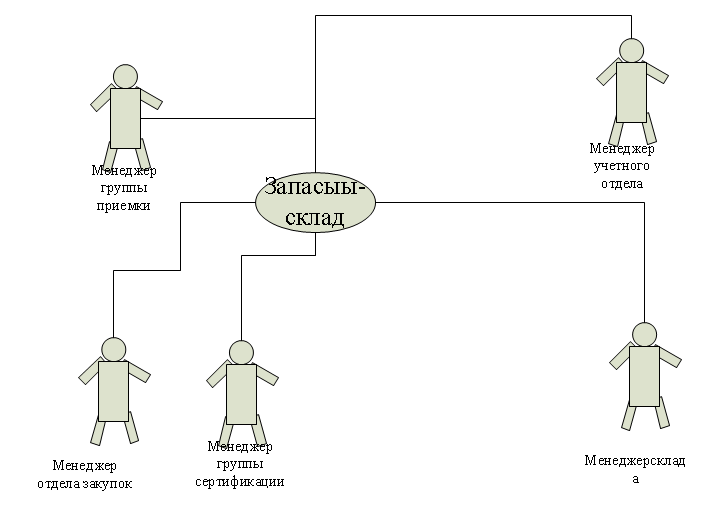 Менеджер
группы
приемки
Менеджер
учетного
отдела
Запасыы-
склад
Менеджер
отдела закупок
Менеджер
группы
сертификации
Менеджерсклад
а